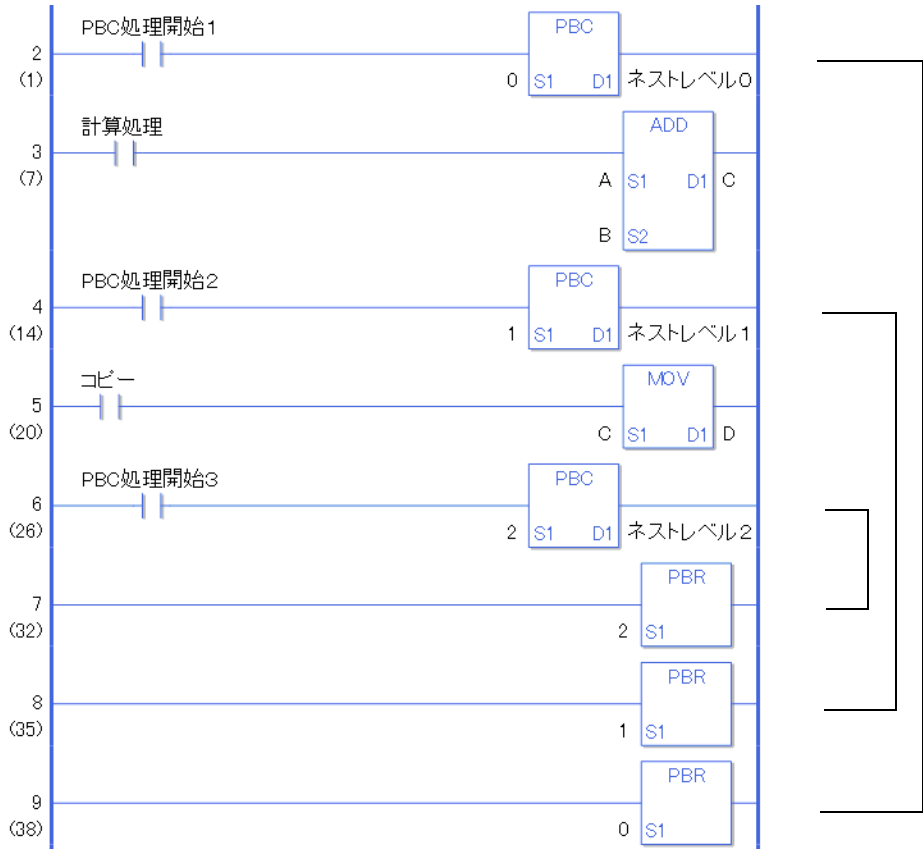 PBC処理開始1
PBC
2
(1)
0 S1 D1 ネストレベル0
計算処理
ADD
3
(7)
A S1 D1 C
B S2
PBC処理開始2
PBC
4
(14)
1 S1 D1 ネストレベル1
コピー
MOV
5
(20)
C S1 D1 D
PBC処理開始3
PBC
6
(26)
2 S1 D1 ネストレベル2
PBR
7
(32)
2 S1
PBR
8
(35)
1 S1
PBR
9
(38)
0 S1